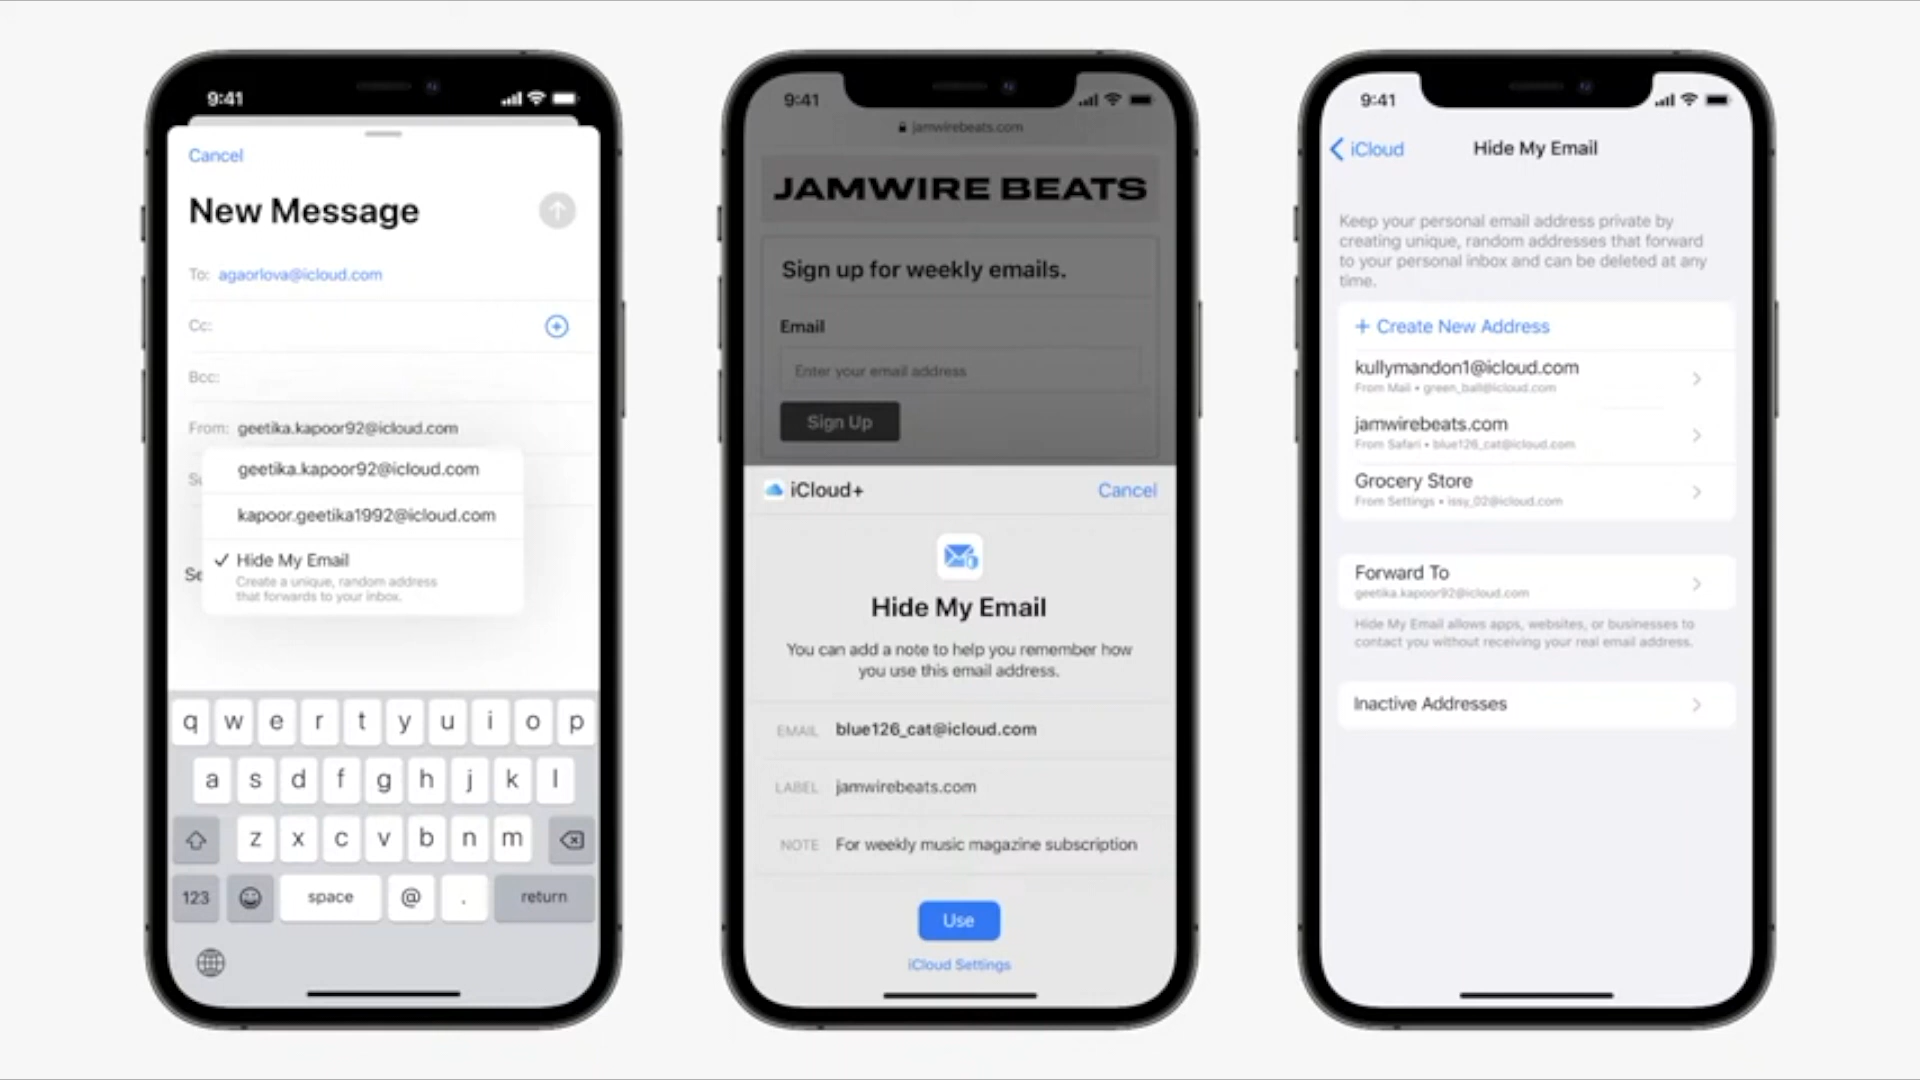 9:41
Cancel
New Message
To: agaorlova@icloud.com
Cc:
Bcc:
From: geetika.kapoor92@icloud.com
geetika.kapoor92@icloud.com
Su
kapoor.geetika1992@icloud.com
Hide My Email
Se
Create a unique, random address
that forwards to your inbox.
q w e r t y u i o p
a s d f g h j k l
z x c v b n m
123 space @ . return
9:41
jamwirebeats.com
JAMWIRE BEATS
Sign up for weekly emails.
Email
Enter your email address
Sign Up
iCloud+ Cancel
Hide My Email
You can add a note to help you remember how
you use this email address.
EMAIL blue126_cat@icloud.com
LABEL jamwirebeats.com
NOTE For weekly music magazine subscription
Use
iCloud Settings
9:41
iCloud Hide My Email
Keep your personal email address private by
creating unique, random addresses that forward
to your personal inbox and can be deleted at any
time.
+ Create New Address
kullymandon1@icloud.com
From Mail • green_ball@icloud.com
jamwirebeats.com
From Safari • blue126_cat@icloud.com
Grocery Store
From Settings • issy_02@icloud.com
Forward To
geetika.kapoor92@icloud.com
Hide My Email allows apps, websites, or businesses to
contact you without receiving your real email address.
Inactive Addresses